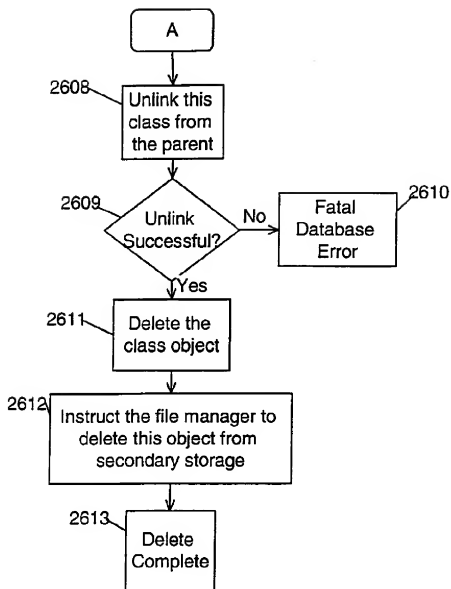 A
2608
Unlink this
class from
the parent
2609
Unlink
Successful?
No
2610
Fatal
Database
Error
Yes
2611
Delete the
class object
2612
Instruct the file manager to
delete this object from
secondary storage
2613
Delete
Complete